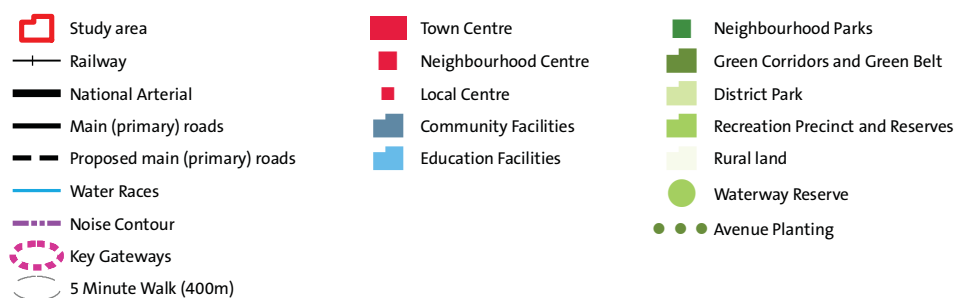 Study area
Railway
National Arterial
Main (primary) roads
Proposed main (primary) roads
Water Races
Noise Contour
Key Gateways
5 Minute Walk (400m)
Town Centre
Neighbourhood Centre
Local Centre
Community Facilities
Education Facilities
Neighbourhood Parks
Green Corridors and Green Belt
District Park
Recreation Precinct and Reserves
Rural land
Waterway Reserve
Avenue Planting